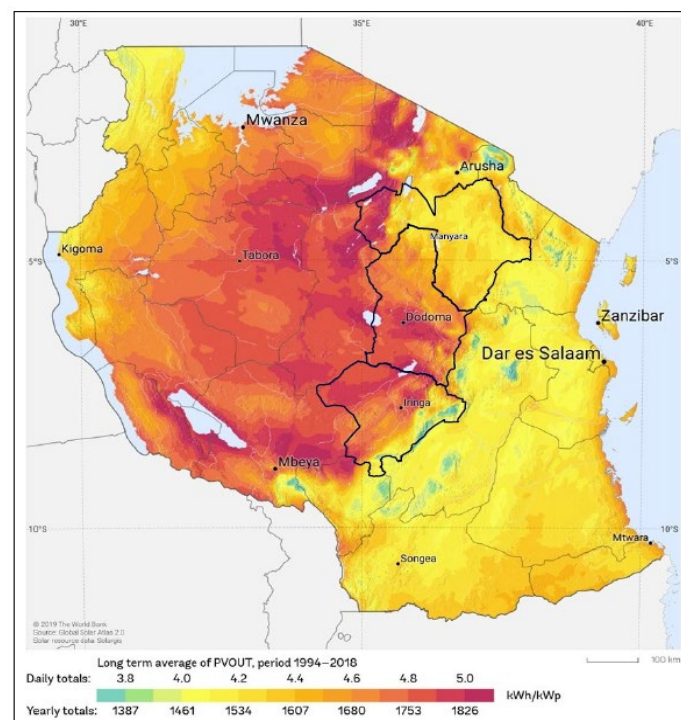 30°E 35°E 40°E
Mwanza
Arusha
Manyara
Kigoma
Tabora
5°S 5°S
Dodoma
Zanzibar
Dar es Salaam
Iringa
Mbeya
10°S 10°S
Mtwara
Songea
© 2019 The World Bank
Source: Global Solar Atlas 2.0
Solar resource data: Solargis
Long term average of PVOUT, period 1994–2018
100 km
Daily totals: 3.8 4.0 4.2 4.4 4.6 4.8 5.0
kWh/kWp
Yearly totals: 1387 1461 1534 1607 1680 1753 1826